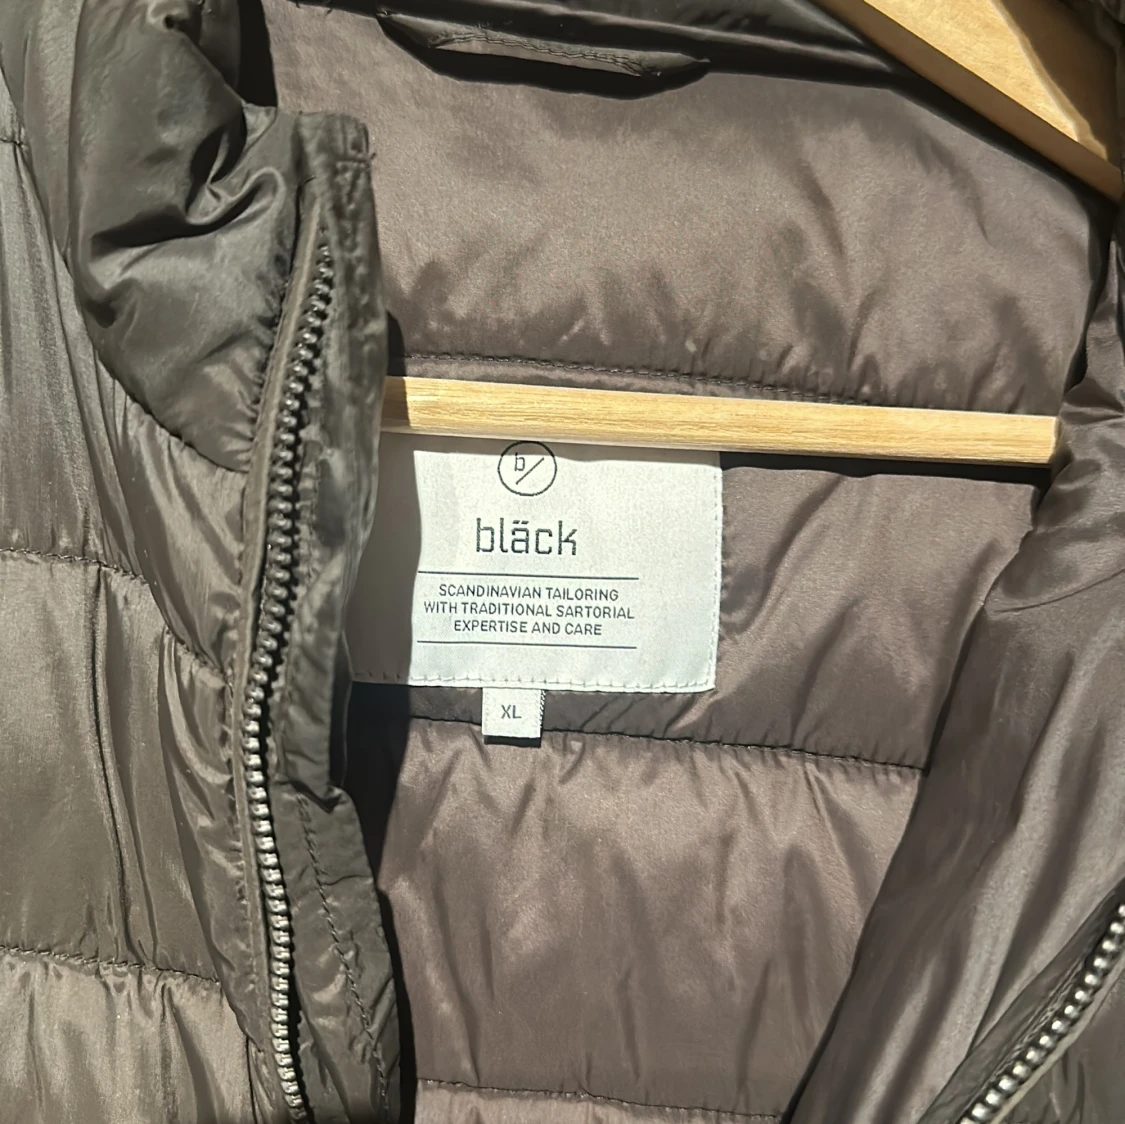 b/
bläck
SCANDINAVIAN TAILORING
WITH TRADITIONAL SARTORIAL
EXPERTISE AND CARE
XL